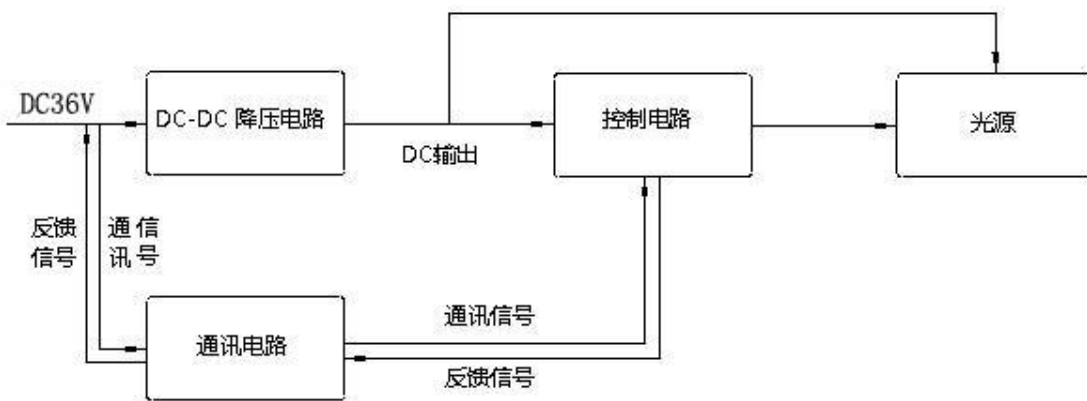 DC36V
DC-DC 降压电路
控制电路
光源
DC输出
反馈
信号
通信
讯号
通讯信号
通讯电路
反馈信号